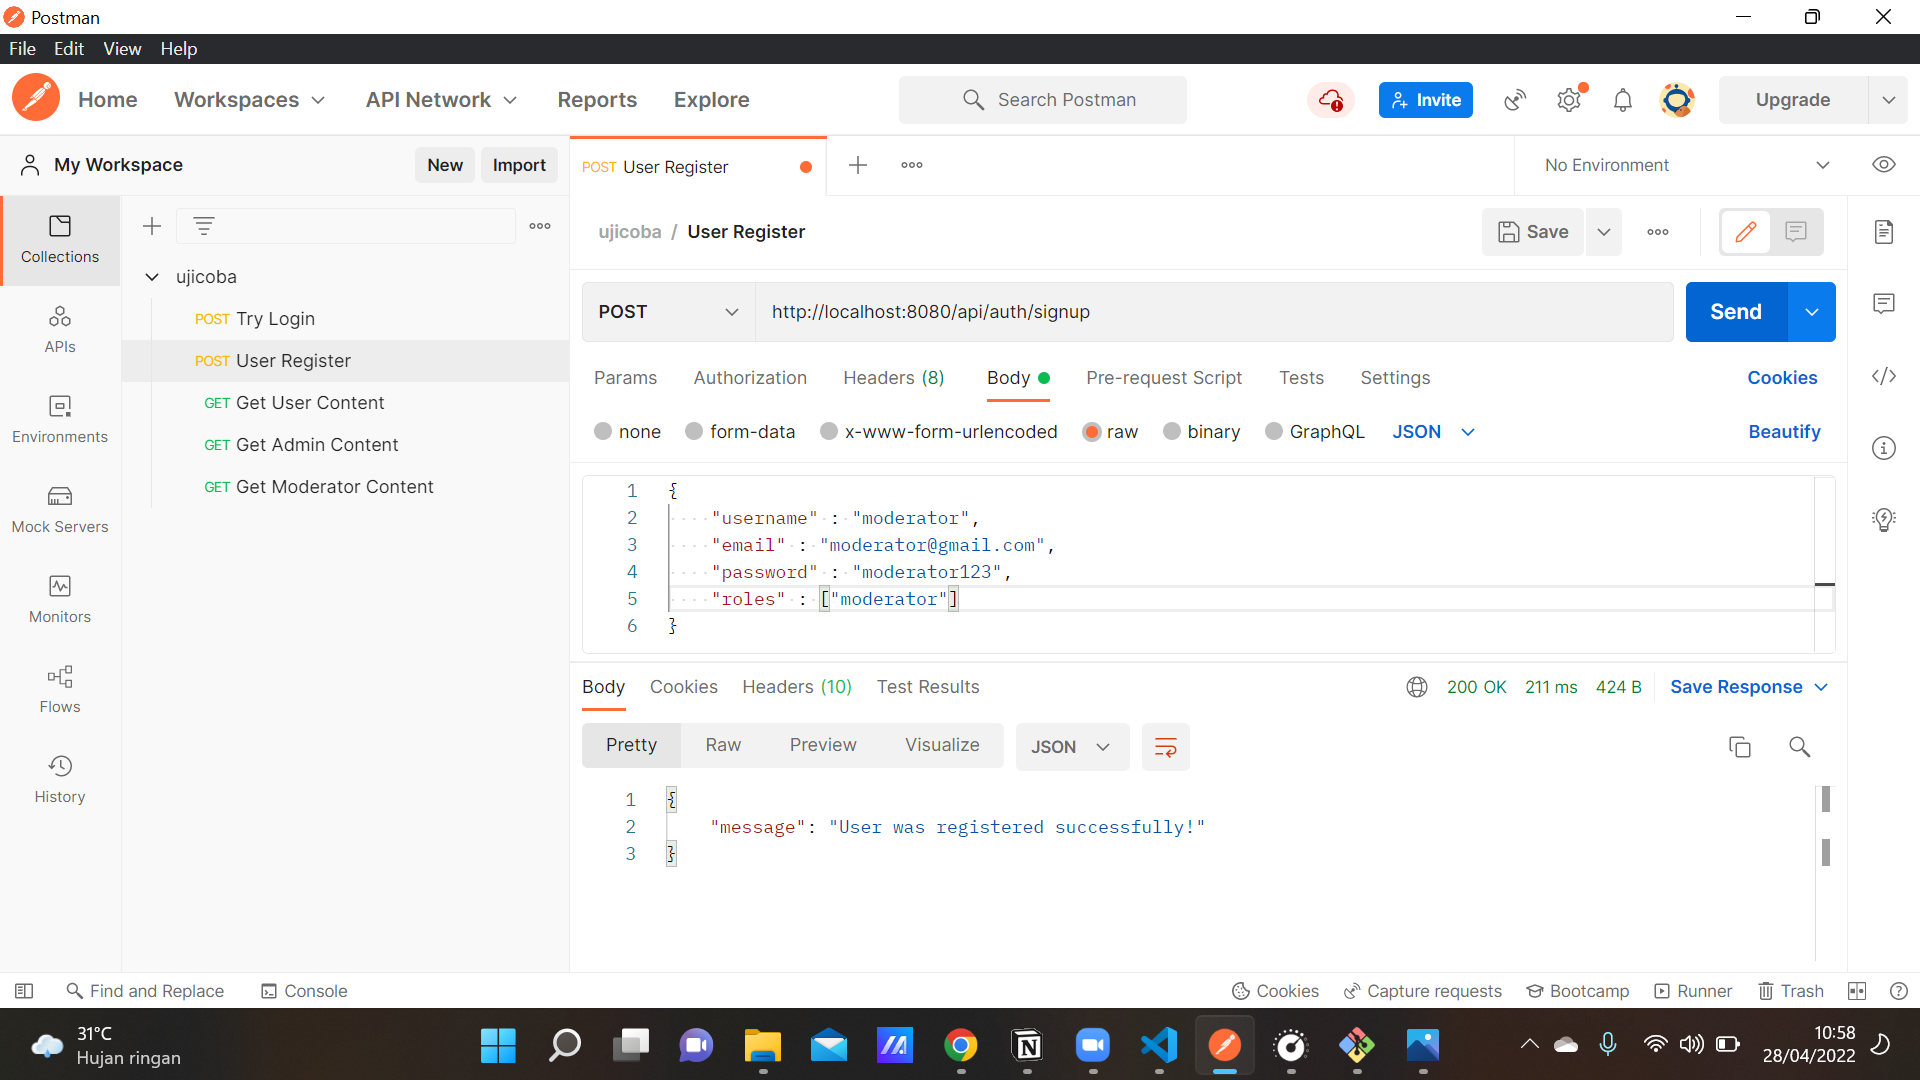 Postman
File Edit View Help
Home Workspaces API Network Reports Explore Search Postman Invite Upgrade
My Workspace New Import POST User Register No Environment
Collections
APIs
Environments
Mock Servers
Monitors
Flows
History
ujicoba
POST Try Login
POST User Register
GET Get User Content
GET Get Admin Content
GET Get Moderator Content
ujicoba / User Register Save
POST http://localhost:8080/api/auth/signup Send
Params Authorization Headers (8) Body Pre-request Script Tests Settings Cookies
none form-data x-www-form-urlencoded raw binary GraphQL JSON Beautify
1 {
2 "username" : "moderator",
3 "email" : "moderator@gmail.com",
4 "password" : "moderator123",
5 "roles" : ["moderator"]
6 }
Body Cookies Headers (10) Test Results 200 OK 211 ms 424 B Save Response
Pretty Raw Preview Visualize JSON
1 {
2 "message": "User was registered successfully!"
3 }
Find and Replace Console Cookies Capture requests Bootcamp Runner Trash
31°C
Hujan ringan
10:58
28/04/2022